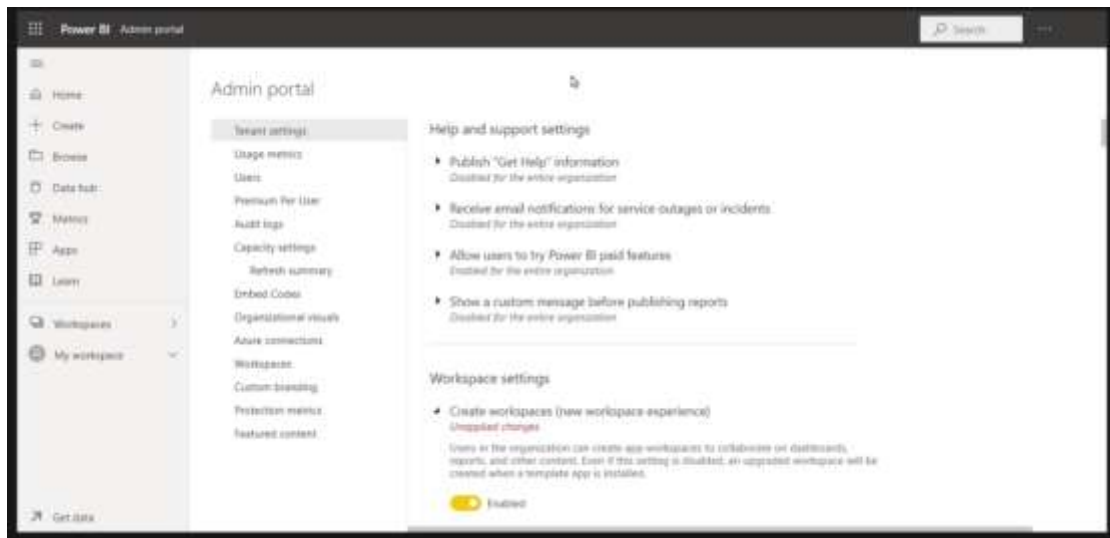 Power BI Admin portal
Search
Home
Create
Browse
Data hub
Metrics
Apps
Learn
Workspaces
My workspace
Get data
Admin portal
Tenant settings
Usage metrics
Users
Premium Per User
Audit logs
Capacity settings
Refresh summary
Embed Codes
Organizational visuals
Azure connections
Workspaces
Custom branding
Protection metrics
Featured content
Help and support settings
Publish "Get Help" information
Disabled for the entire organization
Receive email notifications for service outages or incidents
Disabled for the entire organization
Allow users to try Power BI paid features
Enabled for the entire organization
Show a custom message before publishing reports
Disabled for the entire organization
Workspace settings
Create workspaces (new workspace experience)
Unapplied changes
Users in the organization can create app workspaces to collaborate on dashboards,
reports, and other content. Even if this setting is disabled, an upgraded workspace will be
created when a template app is installed.
Enabled